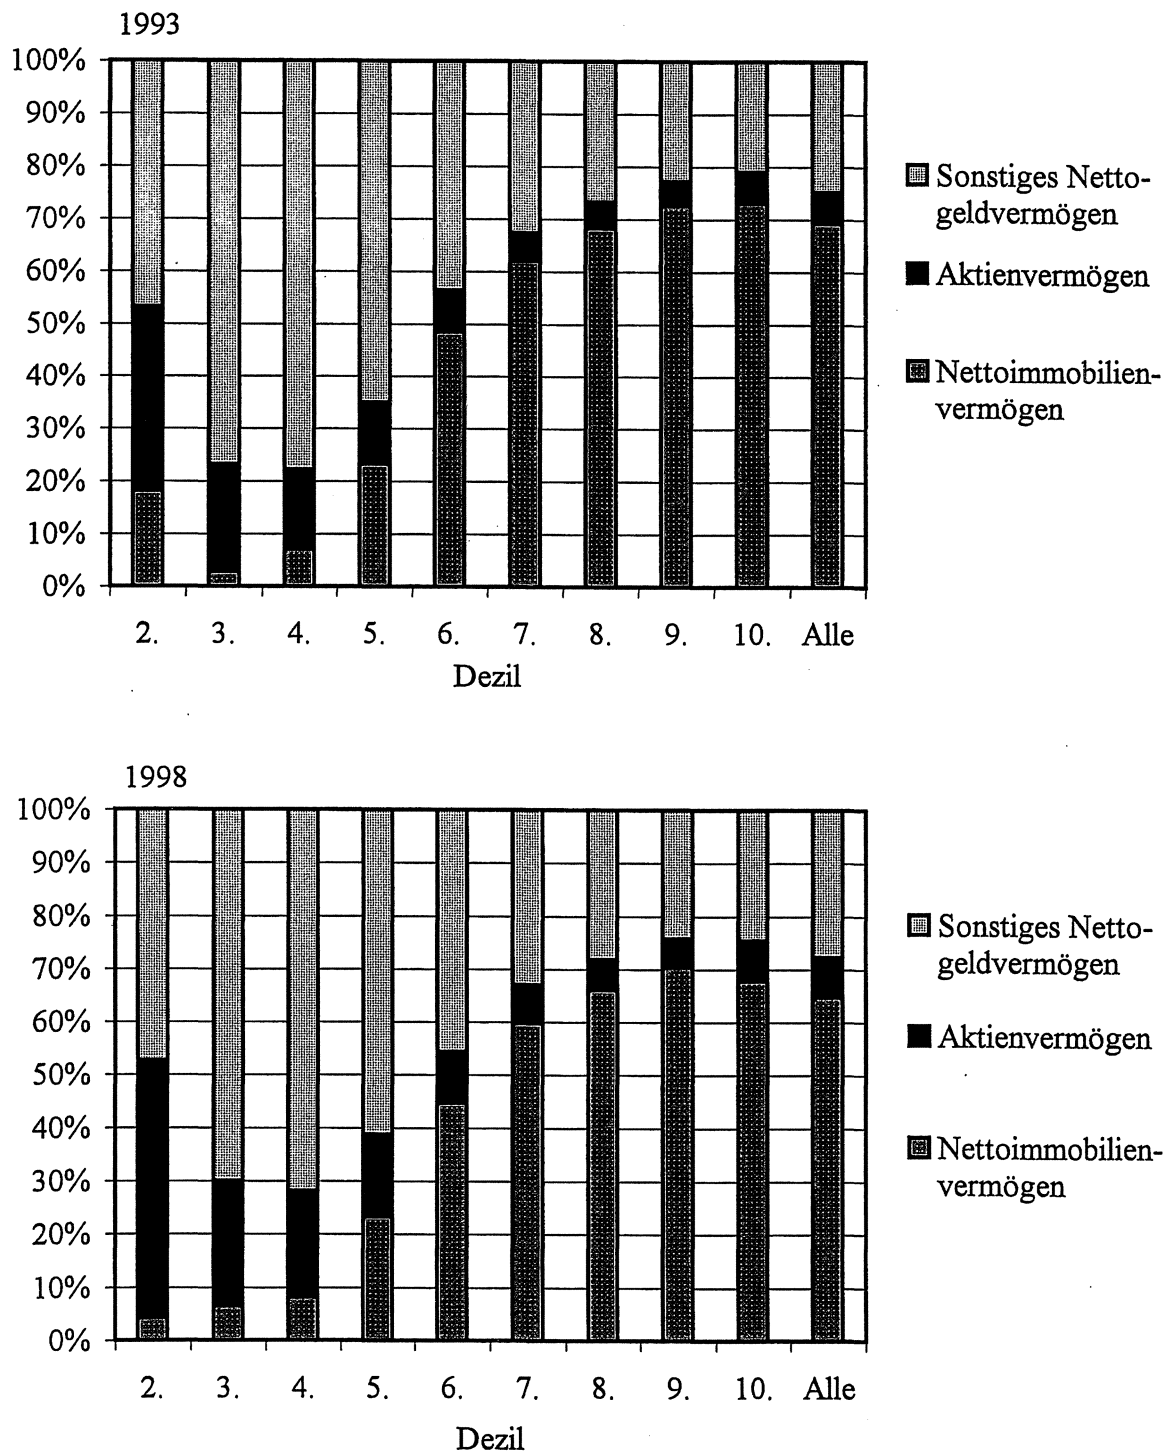 1993
100%
90%
80%
70%
60%
50%
40%
30%
20%
10%
0%
2. 3. 4. 5. 6. 7. 8. 9. 10. Alle
Dezil
Sonstiges Netto-
geldvermögen
Aktienvermögen
Nettoimmobilien-
vermögen
1998
100%
90%
80%
70%
60%
50%
40%
30%
20%
10%
0%
2. 3. 4. 5. 6. 7. 8. 9. 10. Alle
Dezil
Sonstiges Netto-
geldvermögen
Aktienvermögen
Nettoimmobilien-
vermögen